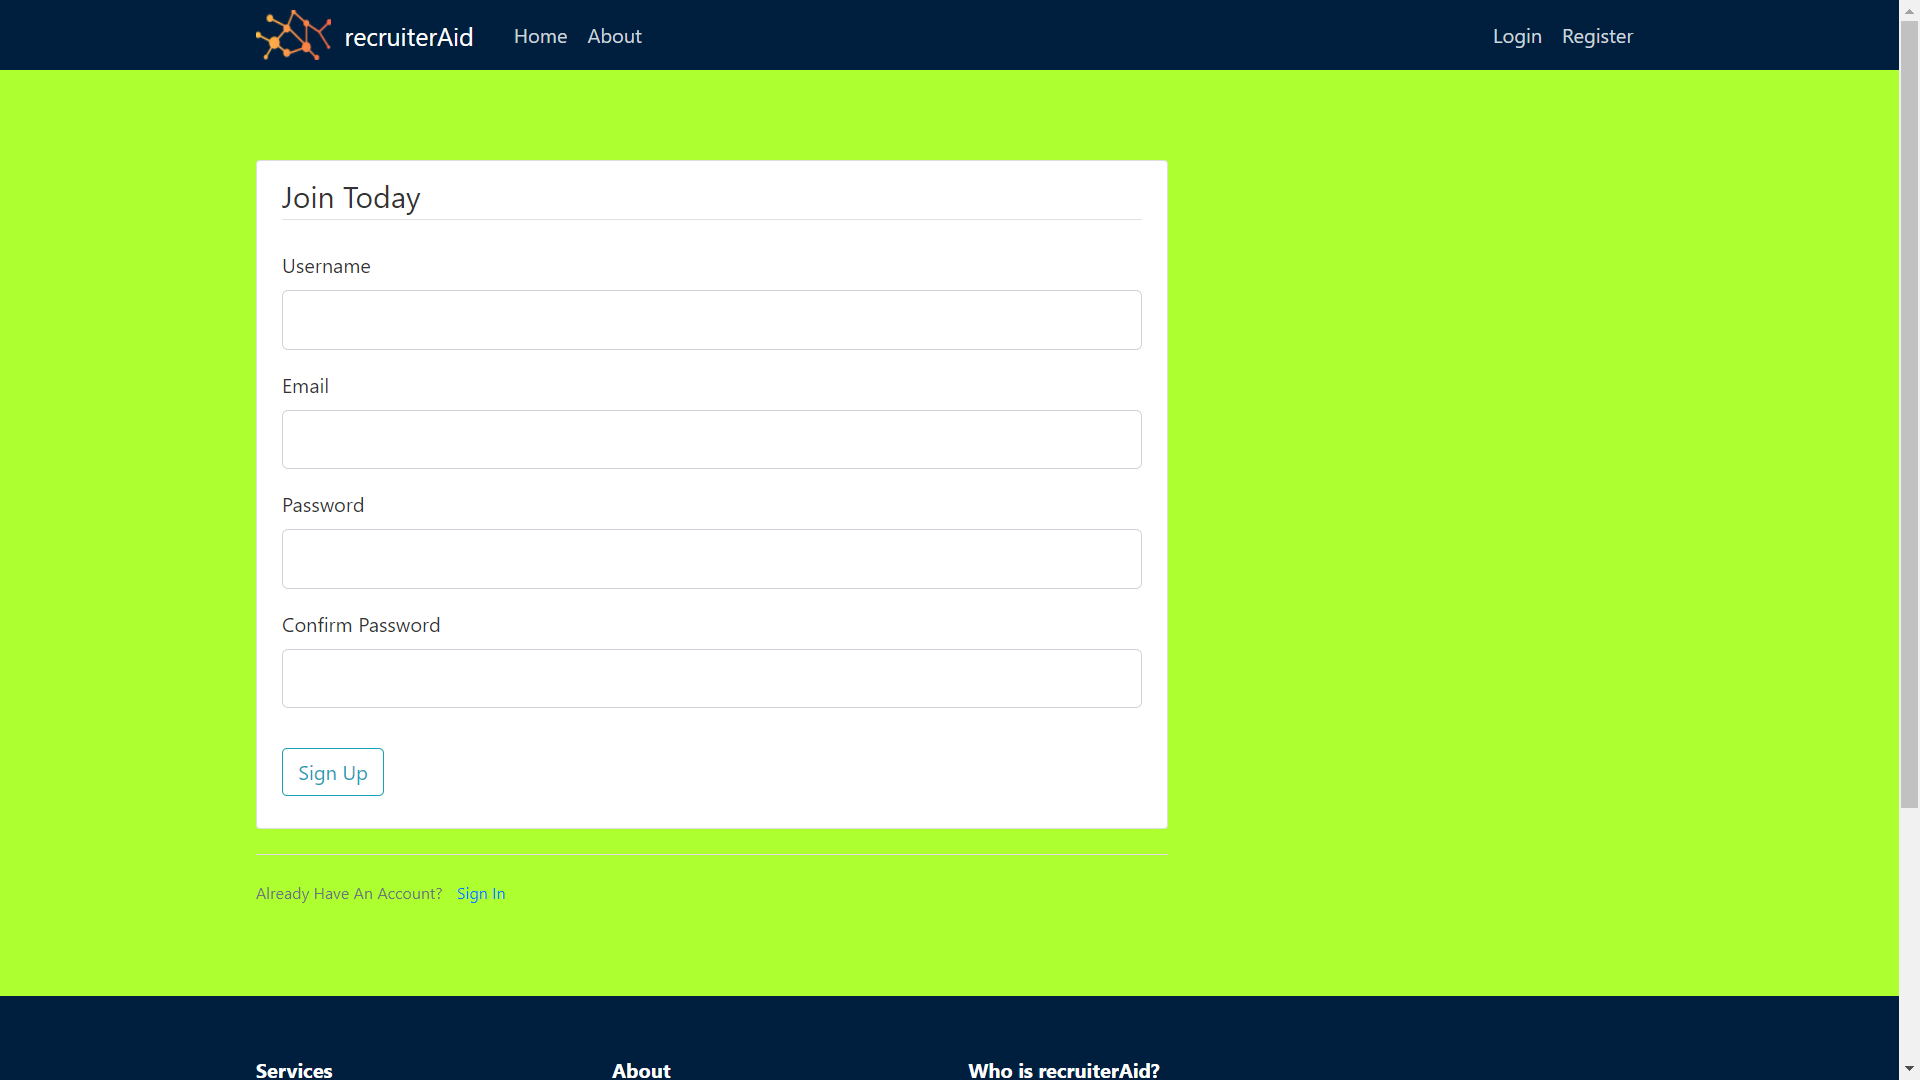 recruiterAid Home About Login Register
Join Today
Username
Email
Password
Confirm Password
Sign Up
Already Have An Account? Sign In
Services About Who is recruiterAid?